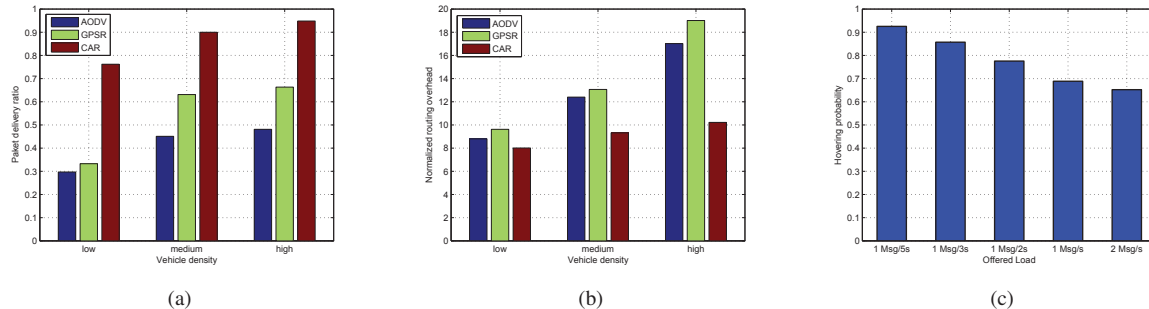 1
0.9
0.8
0.7
0.6
0.5
0.4
0.3
0.2
0.1
0
Paket delivery ratio
AODV
GPSR
CAR
low medium high
Vehicle density
(a)
20
18
16
14
12
10
8
6
4
2
0
Normalized routing overhead
AODV
GPSR
CAR
low medium high
Vehicle density
(b)
1
0.9
0.8
0.7
0.6
0.5
0.4
0.3
0.2
0.1
0
Hovering probability
1 Msg/5s 1 Msg/3s 1 Msg/2s 1 Msg/s 2 Msg/s
Offered Load
(c)